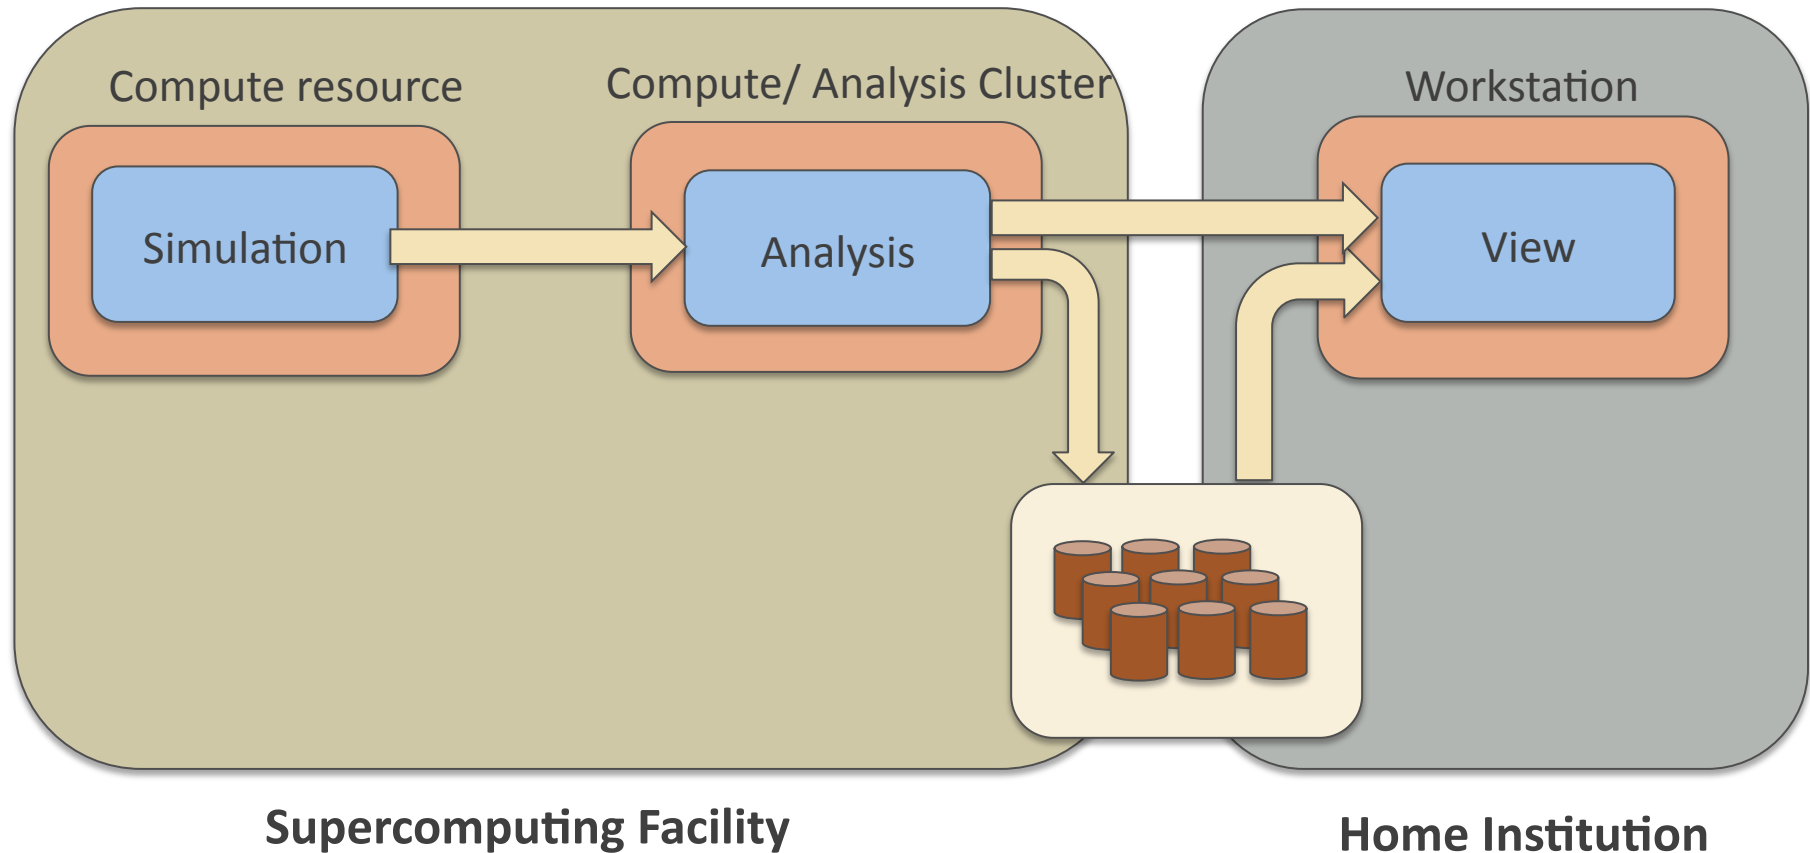 Compute resource
Compute/ Analysis Cluster
Workstation
Simulation
Analysis
View
Supercomputing Facility
Home Institution